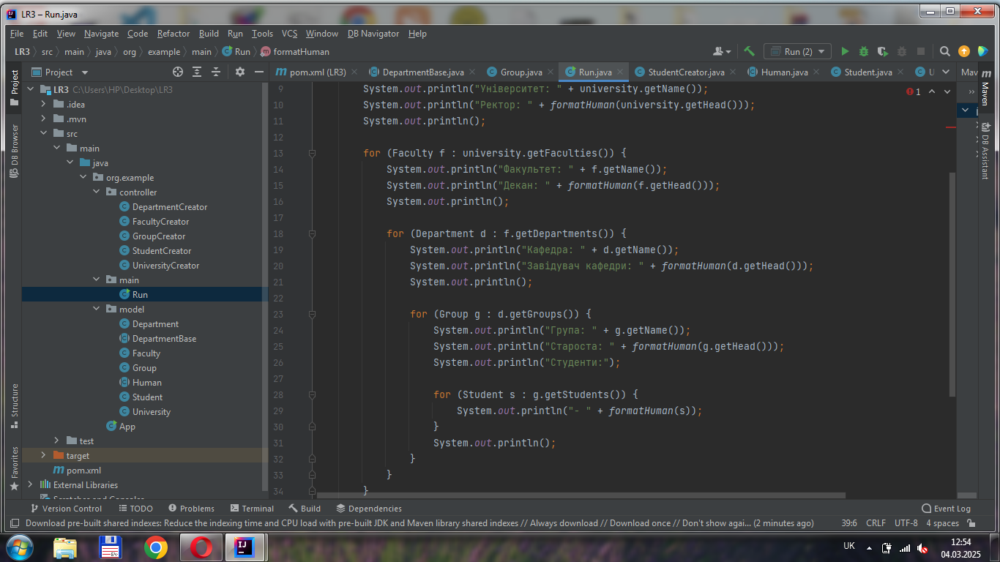 LR3 – Run.java
File Edit View Navigate Code Refactor Build Run Tools VCS Window DB Navigator Help
LR3 src main java org example main Run formatHuman Run (2)
Project
pom.xml (LR3) DepartmentBase.java Group.java Run.java StudentCreator.java Human.java Student.java U Mav
Project
DB Browser
Structure
Favorites
LR3 C:\Users\HP\Desktop\LR3
.idea
.mvn
src
main
java
org.example
controller
DepartmentCreator
FacultyCreator
GroupCreator
StudentCreator
UniversityCreator
main
Run
model
Department
DepartmentBase
Faculty
Group
Human
Student
University
App
test
target
pom.xml
External Libraries
Scratches and Consoles
9 System.out.println("Університет: " + university.getName());
10 System.out.println("Ректор: " + formatHuman(university.getHead()));
11 System.out.println();
12
13 for (Faculty f : university.getFaculties()) {
14 System.out.println("Факультет: " + f.getName());
15 System.out.println("Декан: " + formatHuman(f.getHead()));
16 System.out.println();
17
18 for (Department d : f.getDepartments()) {
19 System.out.println("Кафедра: " + d.getName());
20 System.out.println("Завідувач кафедри: " + formatHuman(d.getHead()));
21 System.out.println();
22
23 for (Group g : d.getGroups()) {
24 System.out.println("Група: " + g.getName());
25 System.out.println("Староста: " + formatHuman(g.getHead()));
26 System.out.println("Студенти:");
27
28 for (Student s : g.getStudents()) {
29 System.out.println("- " + formatHuman(s));
30 }
31 System.out.println();
32 }
33 }
34 }
1
Maven
DB Assistant
Version Control TODO Problems Terminal Build Dependencies Event Log
Download pre-built shared indexes: Reduce the indexing time and CPU load with pre-built JDK and Maven library shared indexes // Always download // Download once // Don't show agai... (2 minutes ago) 39:6 CRLF UTF-8 4 spaces
64
IJ
UK
12:54
04.03.2025